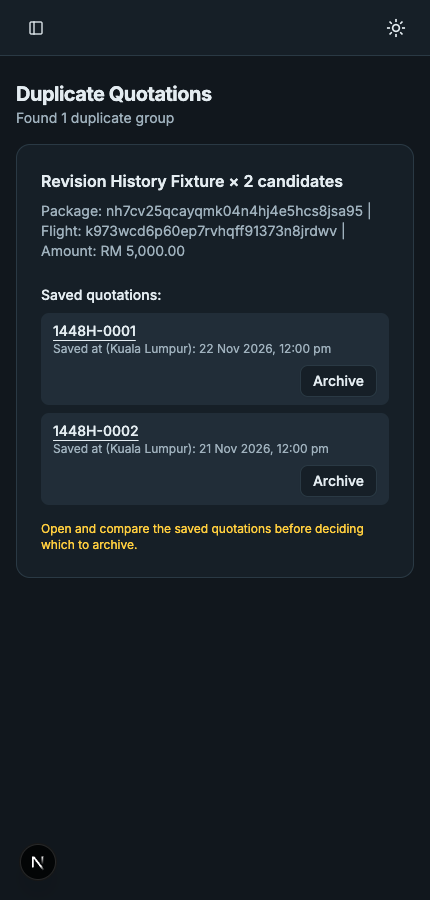 Duplicate Quotations
Found 1 duplicate group
Revision History Fixture × 2 candidates
Package: nh7cv25qcayqmk04n4hj4e5hcs8jsa95 |
Flight: k973wcd6p60ep7rvhqff91373n8jrdwv |
Amount: RM 5,000.00
Saved quotations:
1448H-0001
Saved at (Kuala Lumpur): 22 Nov 2026, 12:00 pm
Archive
1448H-0002
Saved at (Kuala Lumpur): 21 Nov 2026, 12:00 pm
Archive
Open and compare the saved quotations before deciding
which to archive.
N